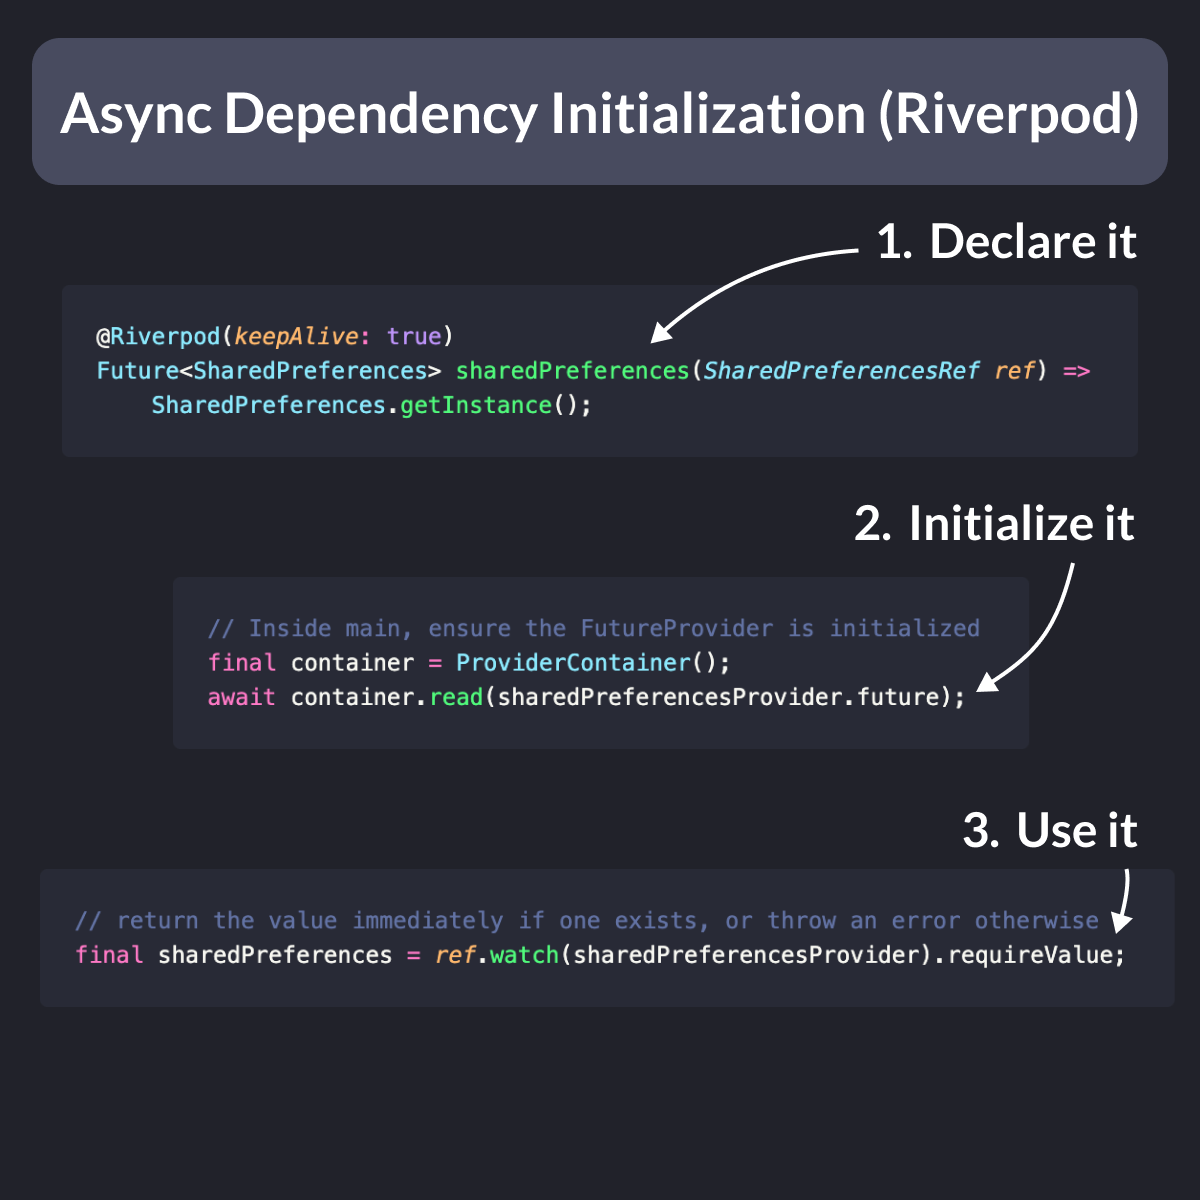 Async Dependency Initialization (Riverpod)
1. Declare it
@Riverpod(keepAlive: true)
Future<SharedPreferences> sharedPreferences(SharedPreferencesRef ref) =>
    SharedPreferences.getInstance();
2. Initialize it
// Inside main, ensure the FutureProvider is initialized
final container = ProviderContainer();
await container.read(sharedPreferencesProvider.future);
3. Use it
// return the value immediately if one exists, or throw an error otherwise
final sharedPreferences = ref.watch(sharedPreferencesProvider).requireValue;